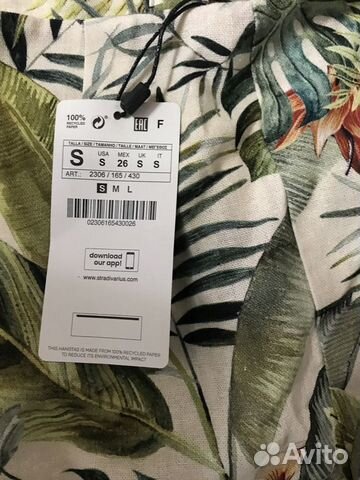 100%
RECYCLED
PAPER
EAC
F
TALLA / SIZE / TAMANHO / TAILLE / MAAT / MEГЕЭОΣ
S
USA MEX UK IT
S 26 S S
ART.: 2306 / 165 / 430
S M L
02306165430026
download
our app!
www.stradivarius.com
THIS HANGTAG IS MADE FROM 100% RECYCLED PAPER
TO REDUCE ITS ENVIRONMENTAL IMPACT
Avito